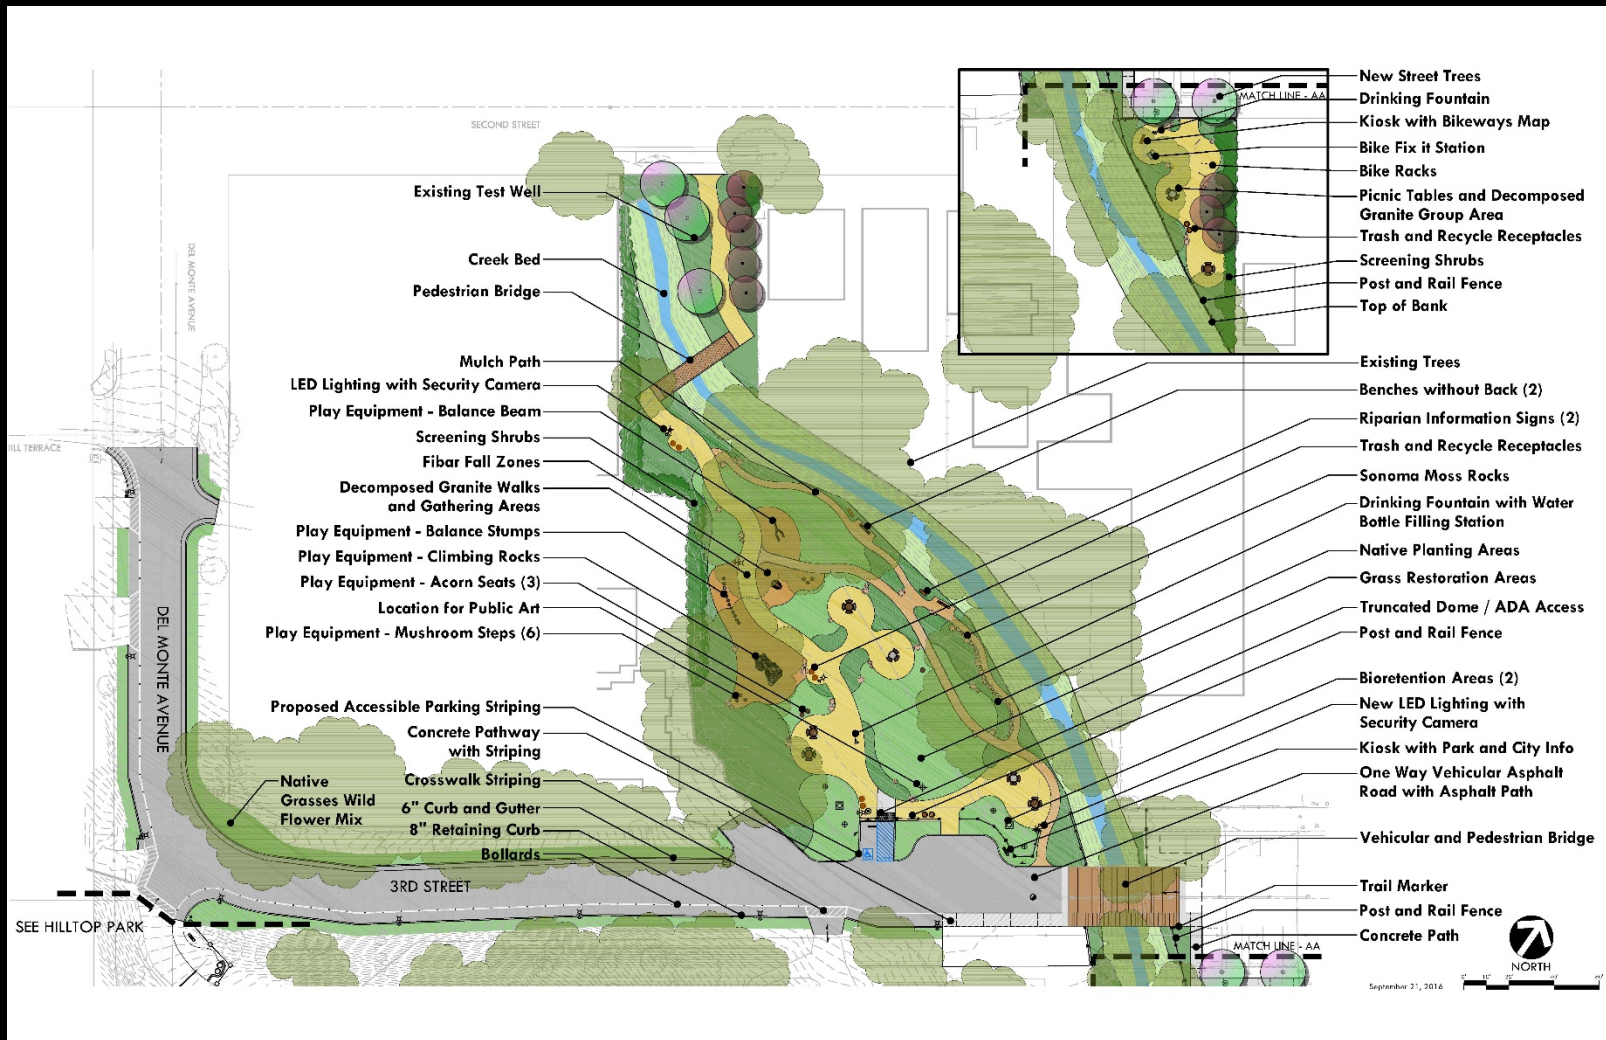 SECOND STREET
Existing Test Well
Creek Bed
Pedestrian Bridge
Mulch Path
LED Lighting with Security Camera
Play Equipment - Balance Beam
Screening Shrubs
Fibar Fall Zones
Decomposed Granite Walks
and Gathering Areas
Play Equipment - Balance Stumps
Play Equipment - Climbing Rocks
Play Equipment - Acorn Seats (3)
Location for Public Art
Play Equipment - Mushroom Steps (6)
Proposed Accessible Parking Striping
Concrete Pathway
with Striping
Crosswalk Striping
6" Curb and Gutter
8" Retaining Curb
Bollards
Native
Grasses Wild
Flower Mix
DEL MONTE AVENUE
HILL TERRACE
DEL MONTE AVENUE
3RD STREET
SEE HILLTOP PARK
MATCH LINE - AA
New Street Trees
Drinking Fountain
Kiosk with Bikeways Map
Bike Fix it Station
Bike Racks
Picnic Tables and Decomposed
Granite Group Area
Trash and Recycle Receptacles
Screening Shrubs
Post and Rail Fence
Top of Bank
Existing Trees
Benches without Back (2)
Riparian Information Signs (2)
Trash and Recycle Receptacles
Sonoma Moss Rocks
Drinking Fountain with Water
Bottle Filling Station
Native Planting Areas
Grass Restoration Areas
Truncated Dome / ADA Access
Post and Rail Fence
Bioretention Areas (2)
New LED Lighting with
Security Camera
Kiosk with Park and City Info
One Way Vehicular Asphalt
Road with Asphalt Path
Vehicular and Pedestrian Bridge
Trail Marker
Post and Rail Fence
Concrete Path
MATCH LINE - AA
NORTH
September 21, 2016